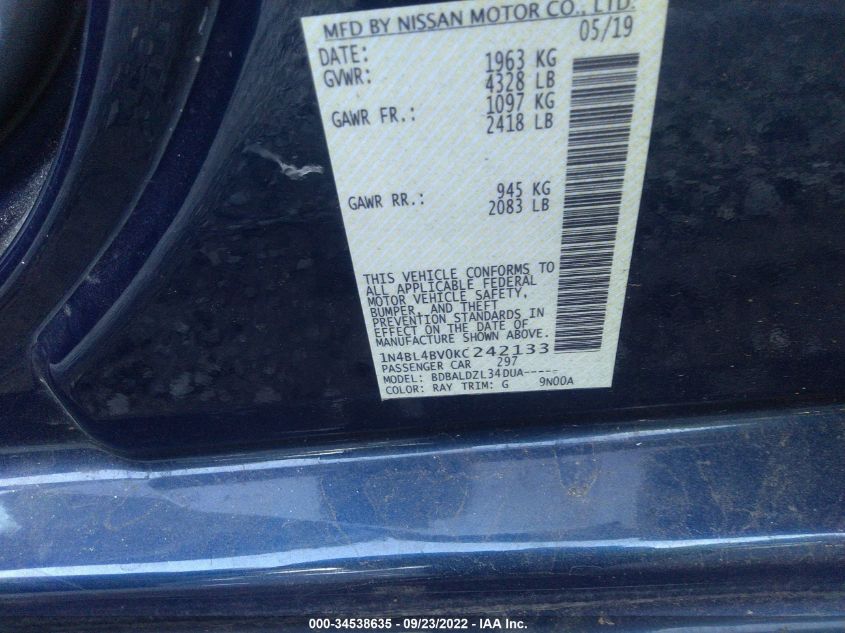 MFD BY NISSAN MOTOR CO., LTD.
DATE: 05/19
GVWR: 1963 KG
4328 LB
GAWR FR.: 1097 KG
2418 LB
GAWR RR.: 945 KG
2083 LB
THIS VEHICLE CONFORMS TO
ALL APPLICABLE FEDERAL
MOTOR VEHICLE SAFETY,
BUMPER, AND THEFT
PREVENTION STANDARDS IN
EFFECT ON THE DATE OF
MANUFACTURE SHOWN ABOVE.
1N4BL4BV0KC242133
PASSENGER CAR 297
MODEL: BDBALDZL34DUA-----
COLOR: RAY TRIM: G 9N00A
000-34538635 - 09/23/2022 - IAA Inc.